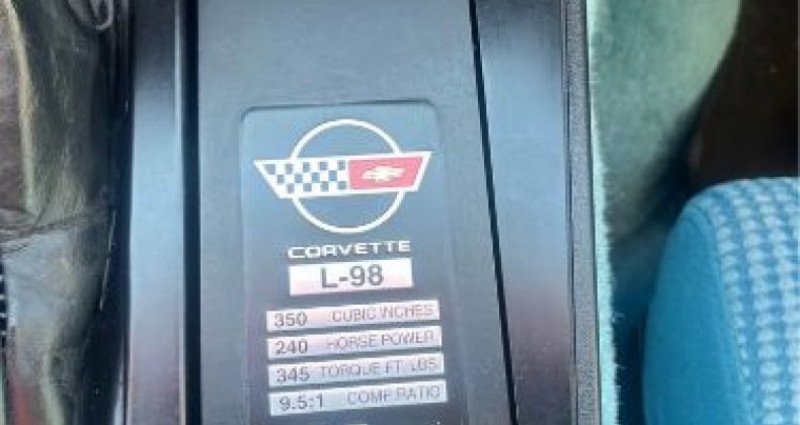 CORVETTE
L-98
350 CUBIC INCHES
240 HORSE POWER
345 TORQUE FT. LBS
9.5:1 COMP. RATIO